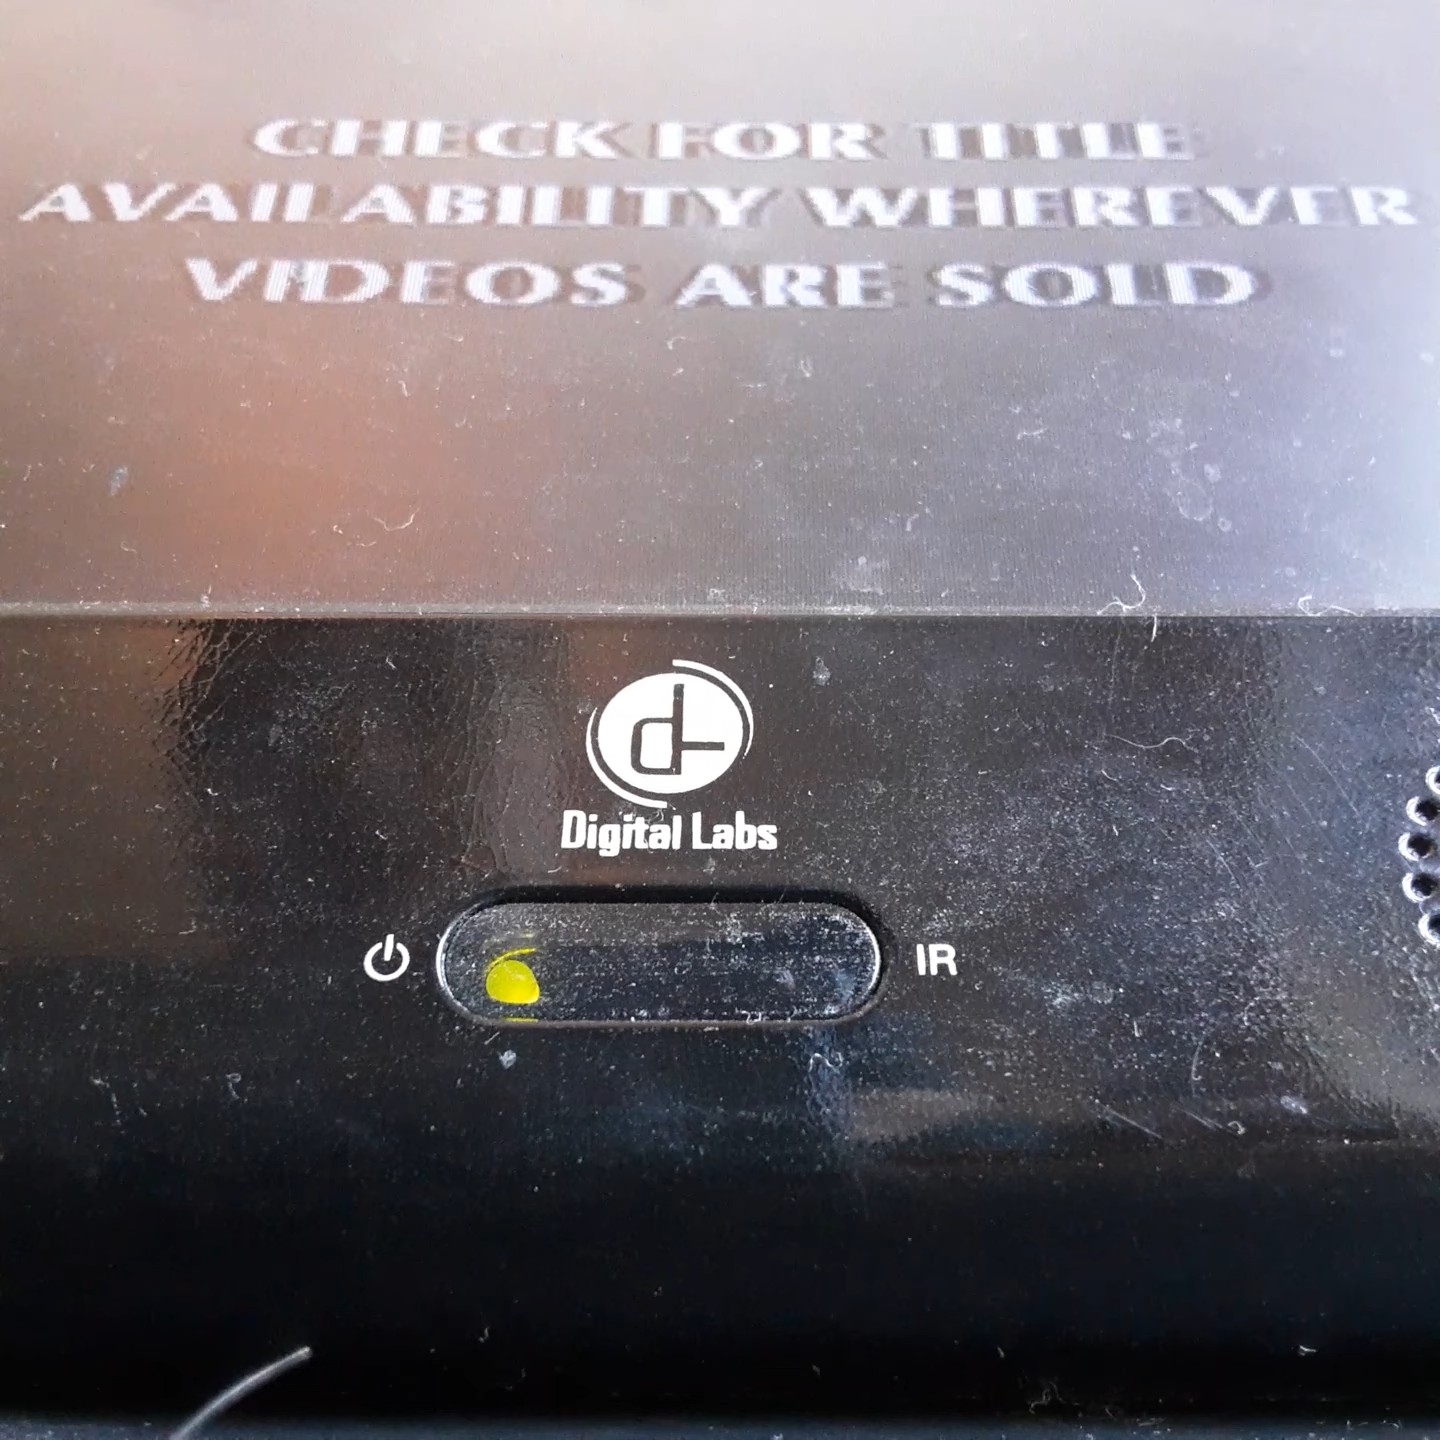 CHECK FOR TITLE
AVAILABILITY WHEREVER
VIDEOS ARE SOLD
Digital Labs
IR